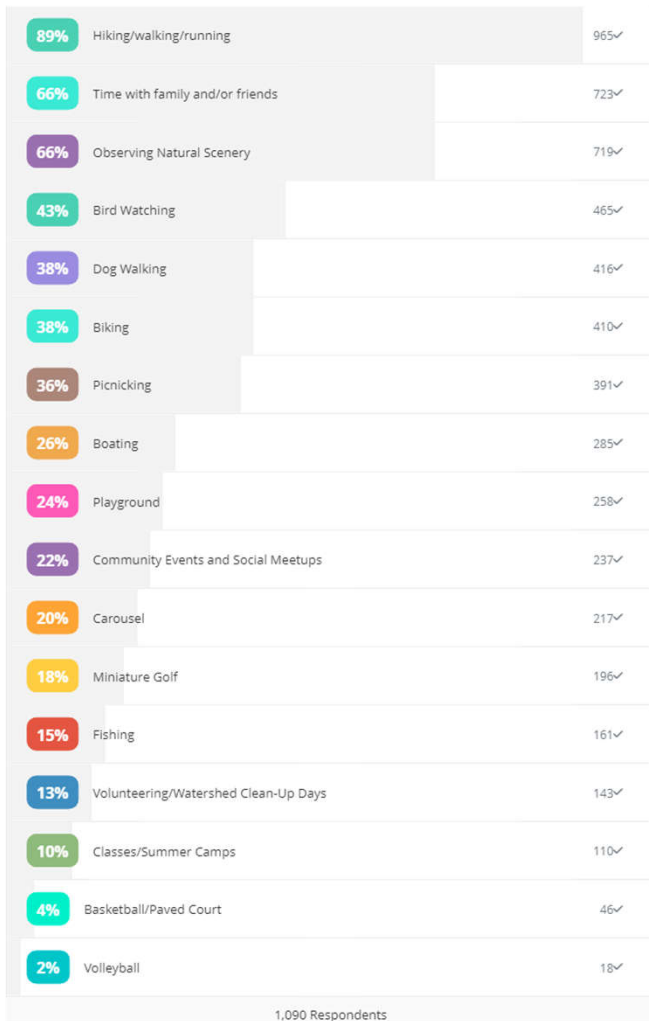 89% Hiking/walking/running 965✓
66% Time with family and/or friends 723✓
66% Observing Natural Scenery 719✓
43% Bird Watching 465✓
38% Dog Walking 416✓
38% Biking 410✓
36% Picnicking 391✓
26% Boating 285✓
24% Playground 258✓
22% Community Events and Social Meetups 237✓
20% Carousel 217✓
18% Miniature Golf 196✓
15% Fishing 161✓
13% Volunteering/Watershed Clean-Up Days 143✓
10% Classes/Summer Camps 110✓
4% Basketball/Paved Court 46✓
2% Volleyball 18✓
1,090 Respondents